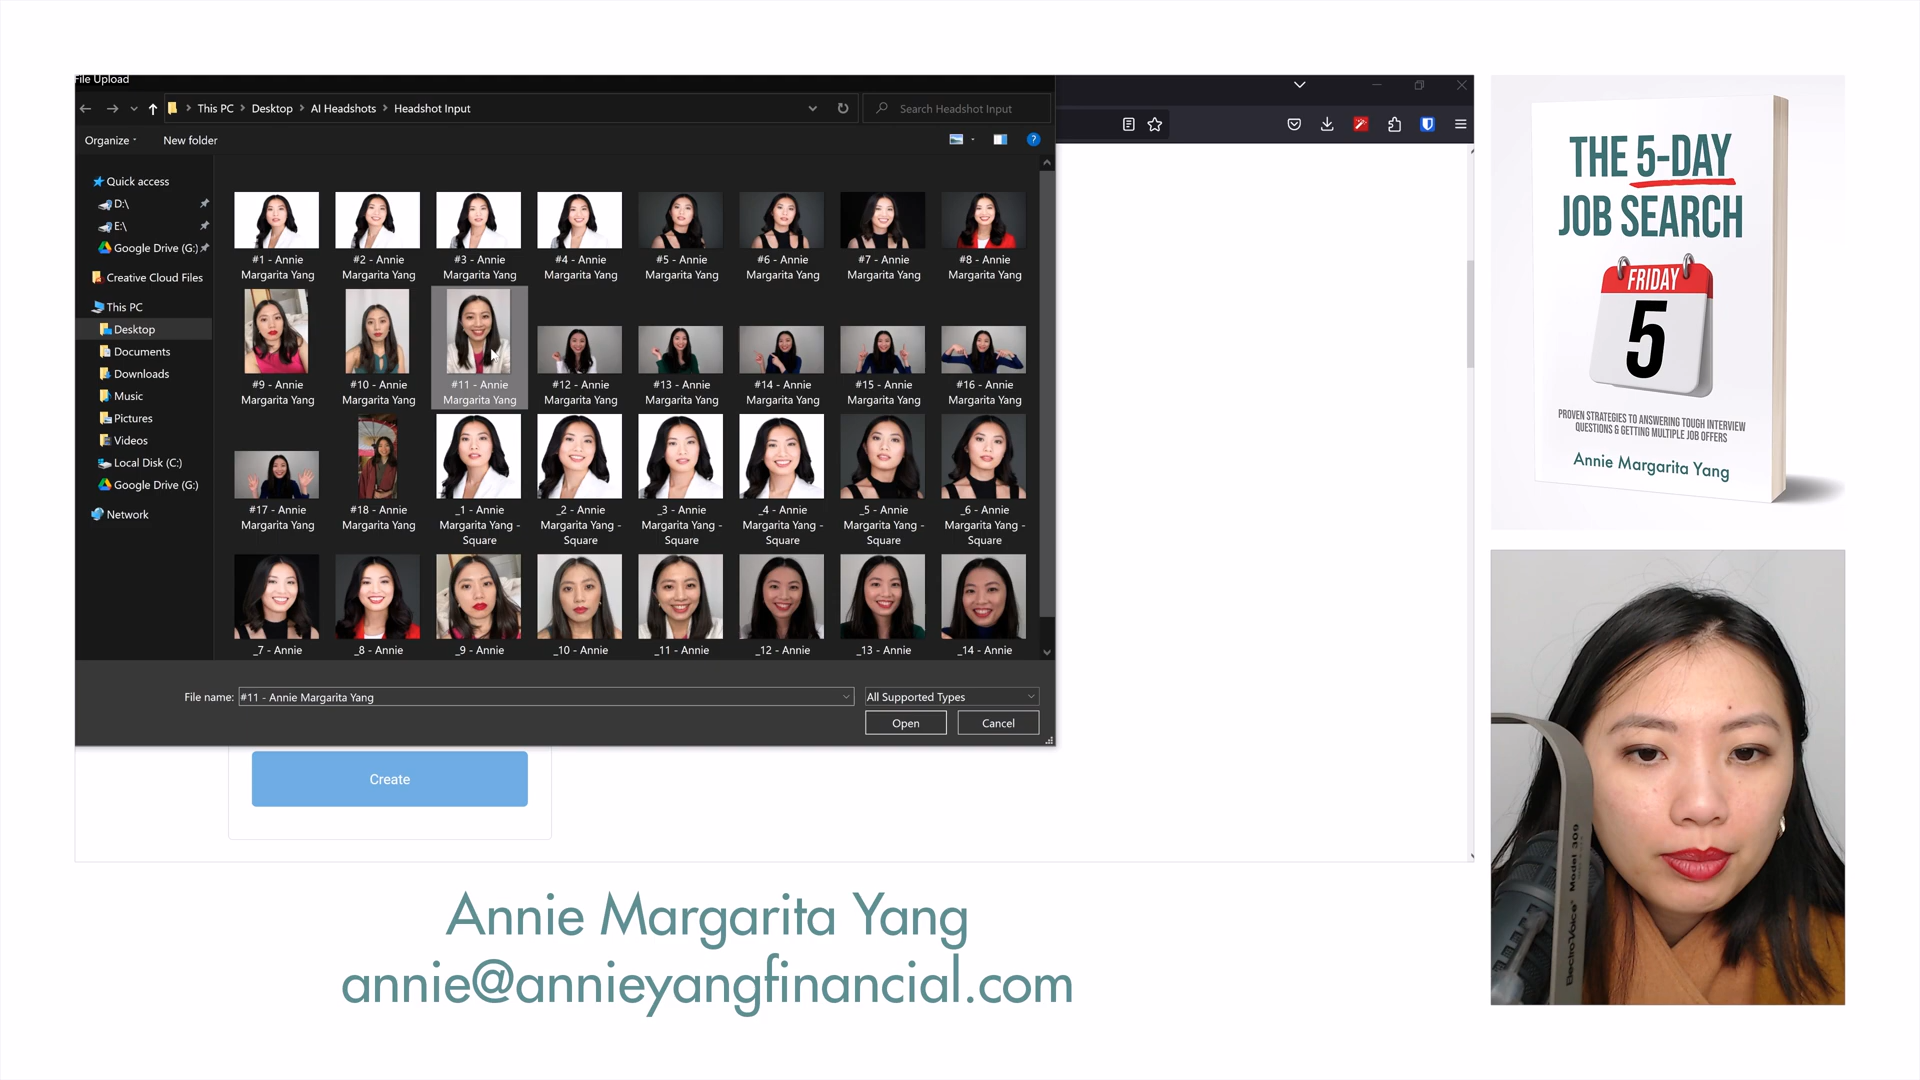 File Upload
This PC > Desktop > AI Headshots > Headshot Input
Search Headshot Input
Organize
New folder
Quick access
D:\
E:\
Google Drive (G:)
Creative Cloud Files
This PC
Desktop
Documents
Downloads
Music
Pictures
Videos
Local Disk (C:)
Google Drive (G:)
Network
#1 - Annie
Margarita Yang
#2 - Annie
Margarita Yang
#3 - Annie
Margarita Yang
#4 - Annie
Margarita Yang
#5 - Annie
Margarita Yang
#6 - Annie
Margarita Yang
#7 - Annie
Margarita Yang
#8 - Annie
Margarita Yang
#9 - Annie
Margarita Yang
#10 - Annie
Margarita Yang
#11 - Annie
Margarita Yang
#12 - Annie
Margarita Yang
#13 - Annie
Margarita Yang
#14 - Annie
Margarita Yang
#15 - Annie
Margarita Yang
#16 - Annie
Margarita Yang
#17 - Annie
Margarita Yang
#18 - Annie
Margarita Yang
_1 - Annie
Margarita Yang -
Square
_2 - Annie
Margarita Yang -
Square
_3 - Annie
Margarita Yang -
Square
_4 - Annie
Margarita Yang -
Square
_5 - Annie
Margarita Yang -
Square
_6 - Annie
Margarita Yang -
Square
_7 - Annie
_8 - Annie
_9 - Annie
_10 - Annie
_11 - Annie
_12 - Annie
_13 - Annie
_14 - Annie
File name: #11 - Annie Margarita Yang
All Supported Types
Open
Cancel
Create
THE 5-DAY
JOB SEARCH
FRIDAY
5
PROVEN STRATEGIES TO ANSWERING TOUGH INTERVIEW
QUESTIONS & GETTING MULTIPLE JOB OFFERS
Annie Margarita Yang
Electro-Voice® Model 309
Annie Margarita Yang
annie@annieyangfinancial.com